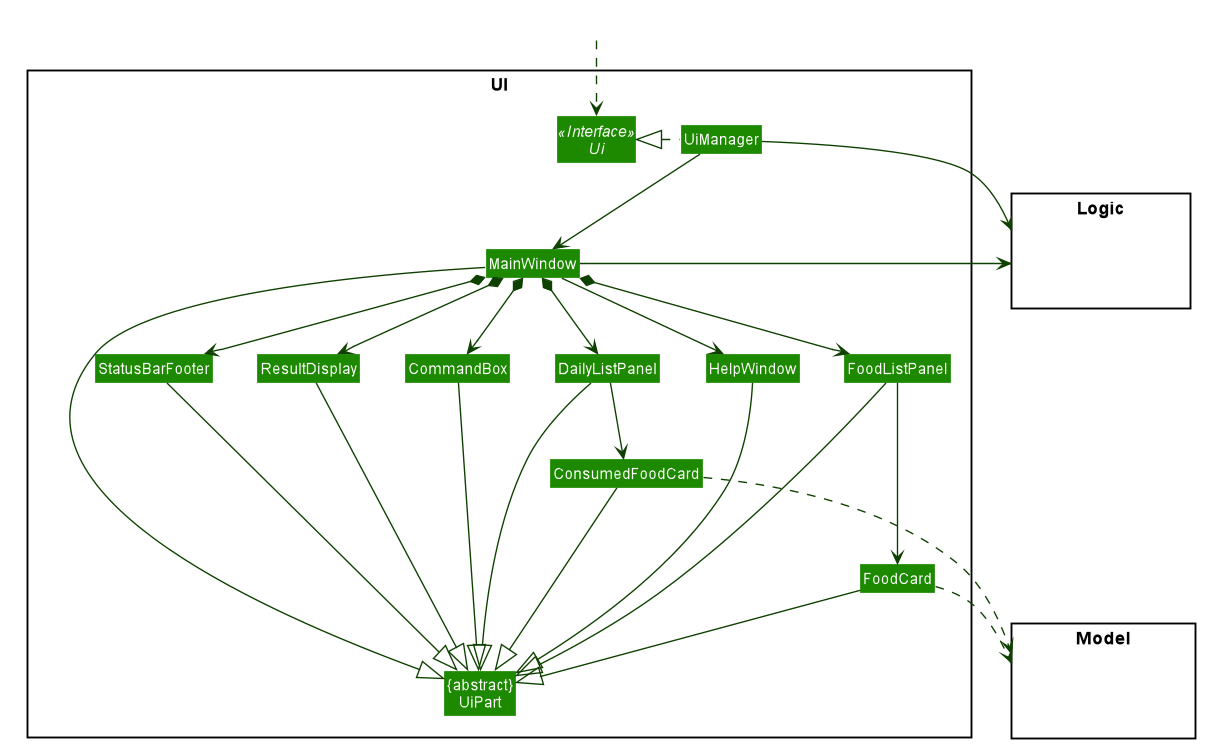 UI
«Interface»
Ui
UiManager
Logic
MainWindow
StatusBarFooter
ResultDisplay
CommandBox
DailyListPanel
HelpWindow
FoodListPanel
ConsumedFoodCard
FoodCard
Model
{abstract}
UiPart